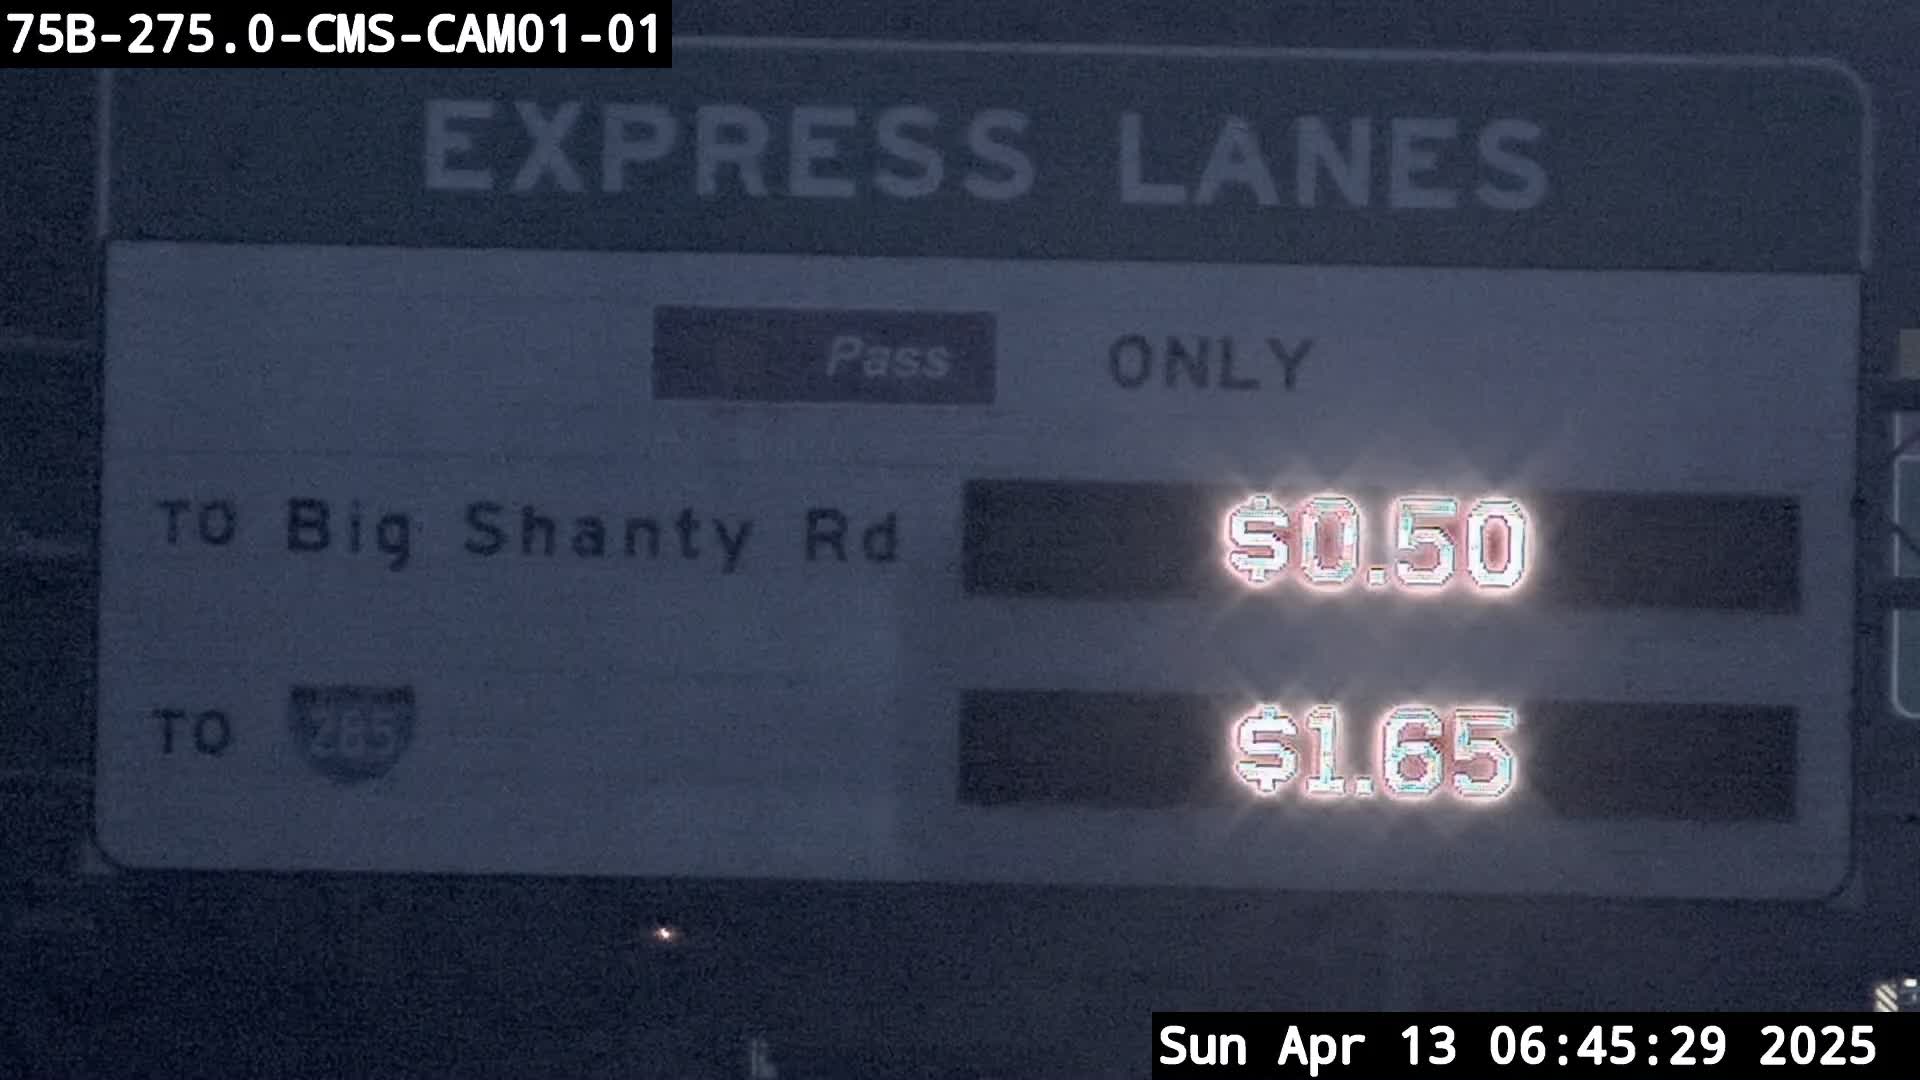 75B-275.0-CMS-CAM01-01
EXPRESS LANES
Pass ONLY
TO Big Shanty Rd $0.50
TO 285 $1.65
Sun Apr 13 06:45:29 2025